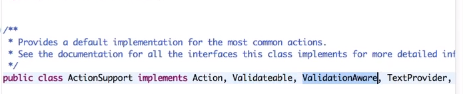 /**
* Provides a default implementation for the most common actions.
* See the documentation for all the interfaces this class implements for more detailed
*/
public class ActionSupport implements Action, Validateable, ValidationAware, TextProvider,